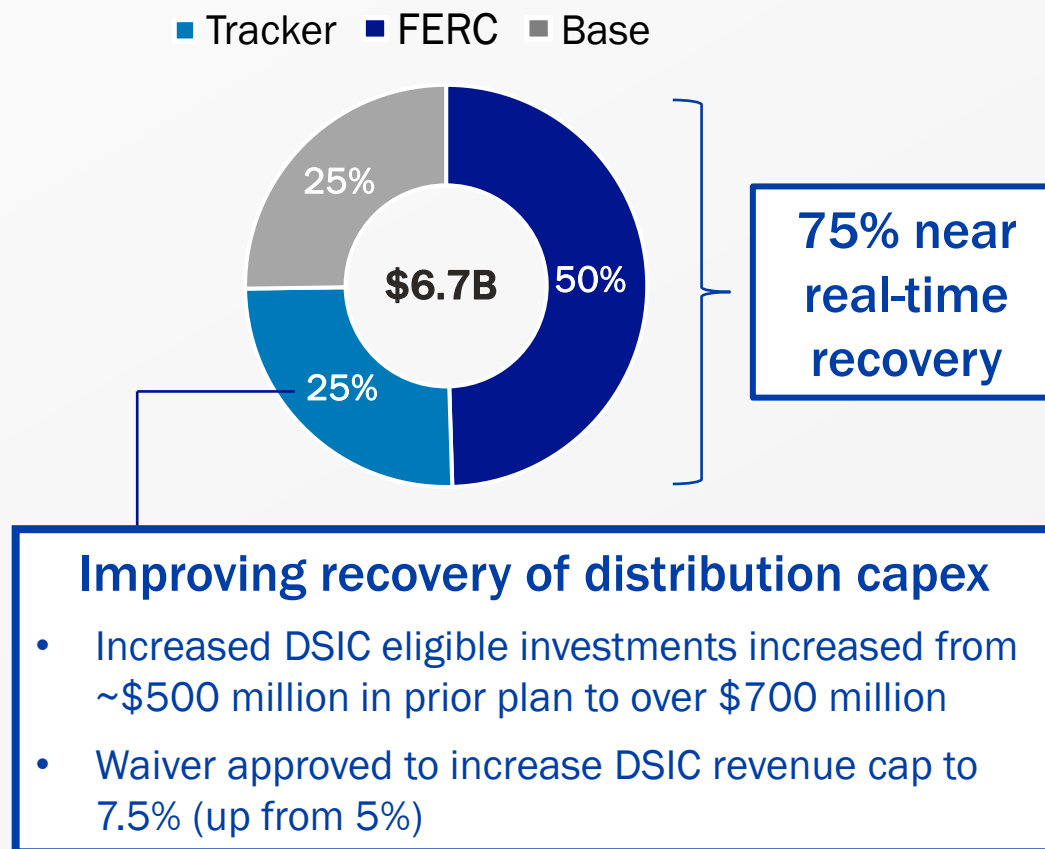 Tracker FERC Base
25%
50%
25%
$6.7B
75% near
real-time
recovery
Improving recovery of distribution capex
• Increased DSIC eligible investments increased from
~$500 million in prior plan to over $700 million
• Waiver approved to increase DSIC revenue cap to
7.5% (up from 5%)